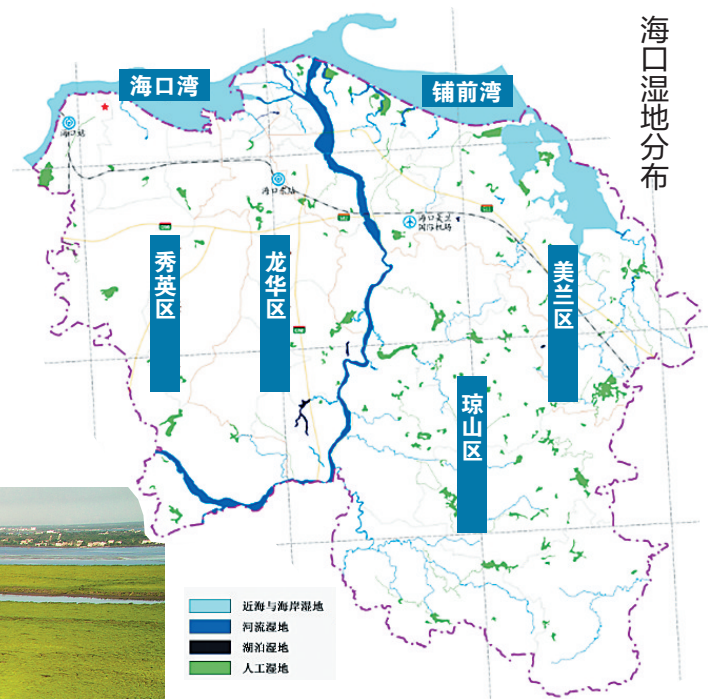 海口湿地分布
海口湾
铺前湾
海口站
海口东站
海口美兰
国际机场
秀英区
龙华区
美兰区
琼山区
近海与海岸湿地
河流湿地
湖泊湿地
人工湿地